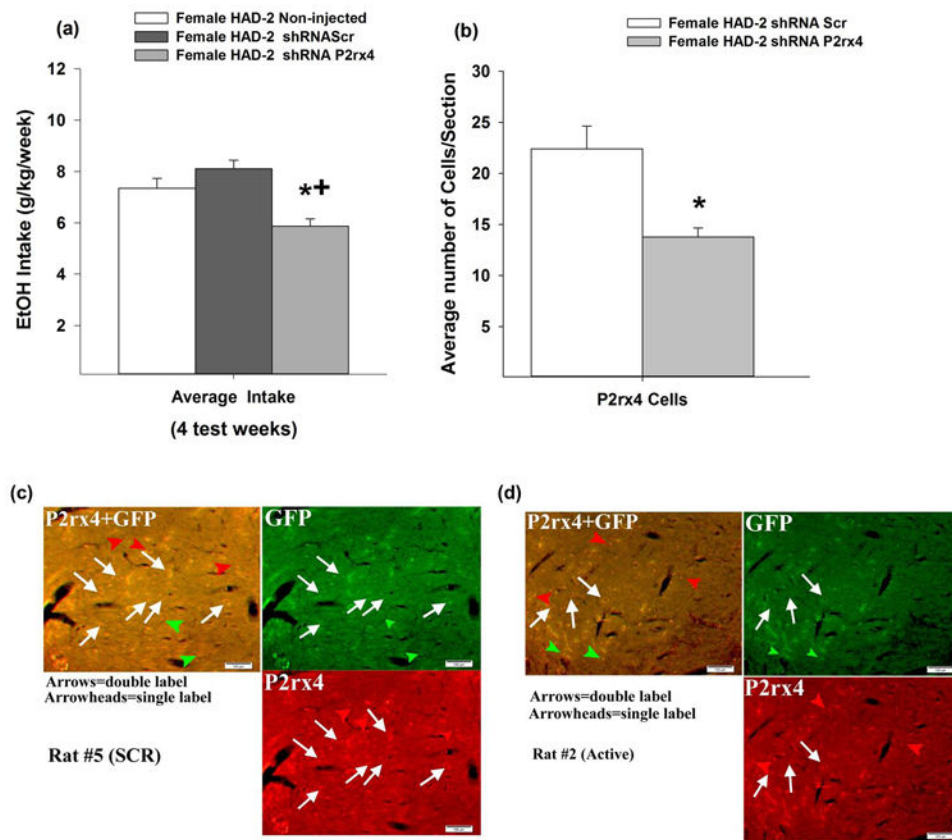 (a)
Female HAD-2 Non-injected
Female HAD-2 shRNAScr
Female HAD-2 shRNA P2rx4
EtOH Intake (g/kg/week)
12
10
8
6
4
2
*+
Average Intake
(4 test weeks)
(b)
Female HAD-2 shRNA Scr
Female HAD-2 shRNA P2rx4
Average number of Cells/Section
30
25
20
15
10
5
*
P2rx4 Cells
(c)
P2rx4+GFP
GFP
P2rx4
Arrows=double label
Arrowheads=single label
Rat #5 (SCR)
(d)
P2rx4+GFP
GFP
P2rx4
Arrows=double label
Arrowheads=single label
Rat #2 (Active)